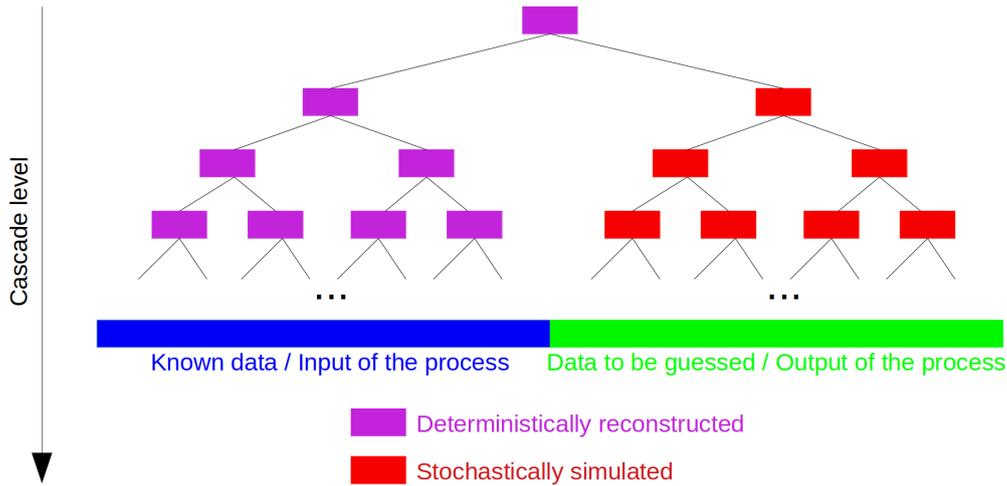 Cascade level
...
...
Known data / Input of the process
Data to be guessed / Output of the process
Deterministically reconstructed
Stochastically simulated